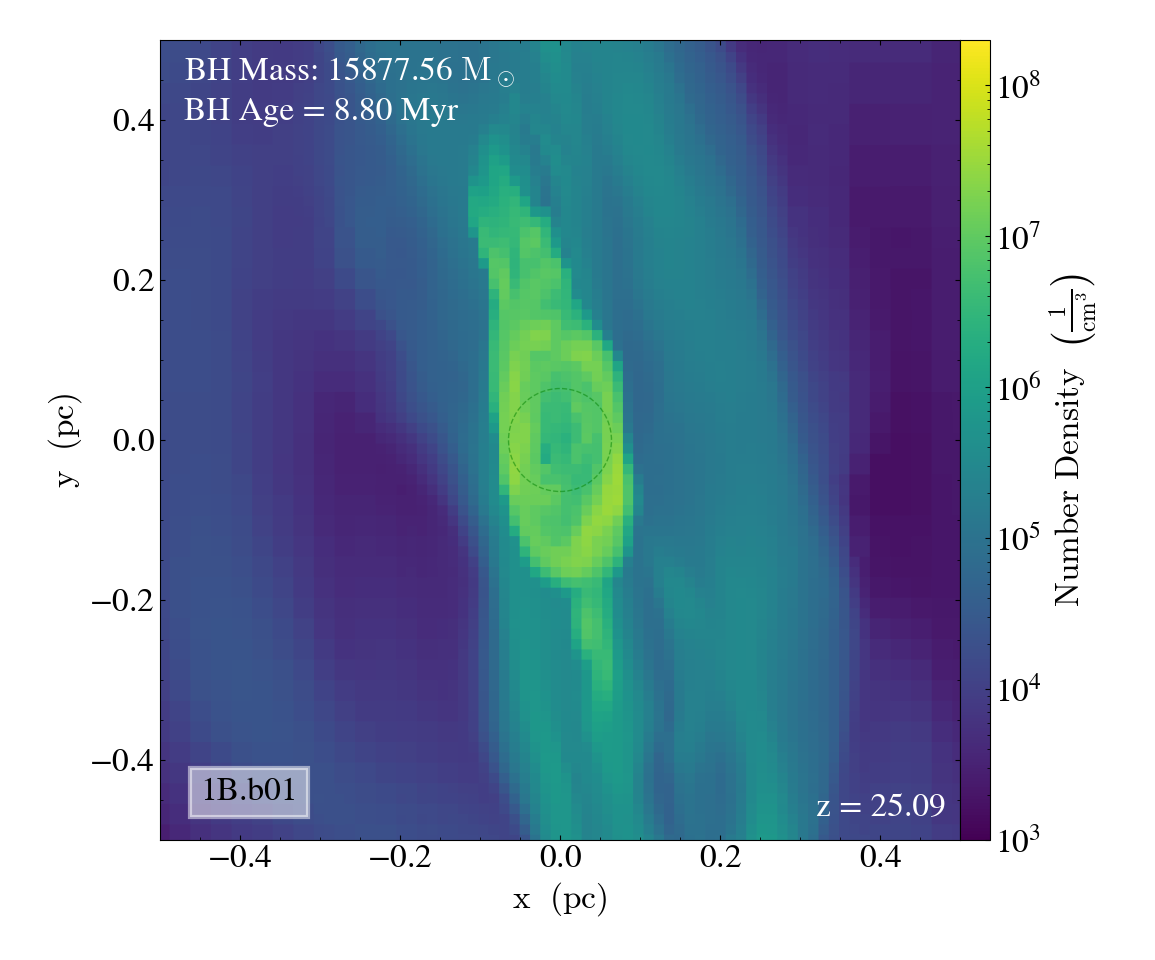 BH Mass: 15877.56 M⊙
BH Age = 8.80 Myr
1B.b01
z = 25.09
0.4
0.2
0.0
−0.2
−0.4
y (pc)
−0.4
−0.2
0.0
0.2
0.4
x (pc)
10⁸
10⁷
10⁶
10⁵
10⁴
10³
Number Density (1/cm³)